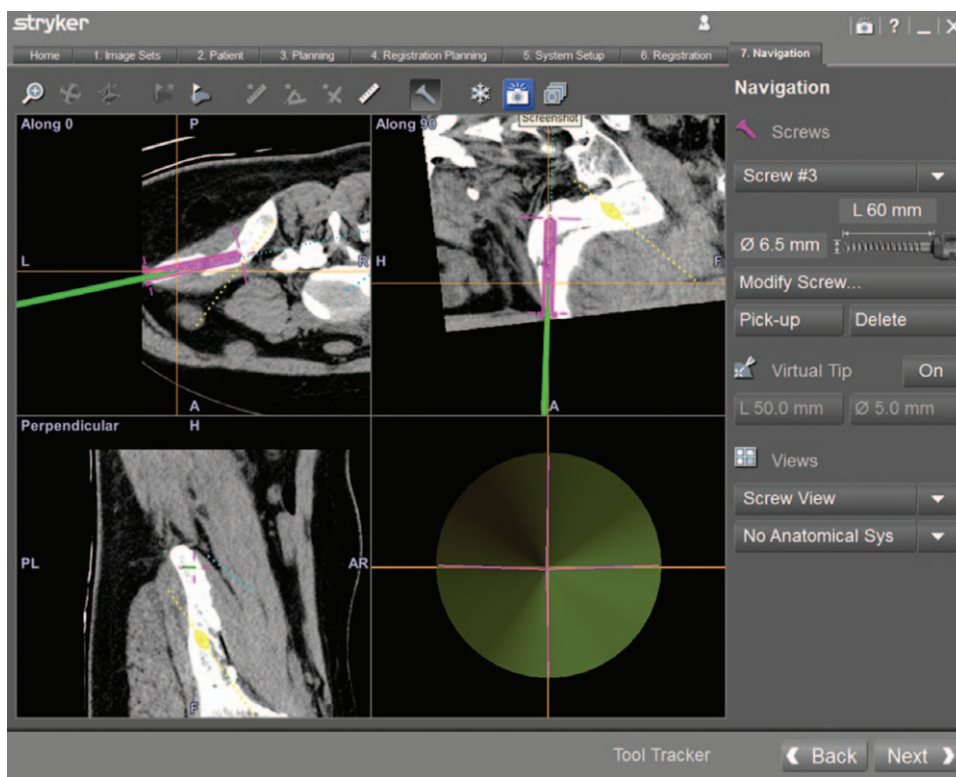 stryker
?
Home 1. Image Sets 2. Patient 3. Planning 4. Registration Planning 5. System Setup 6. Registration 7. Navigation
Navigation
Screenshot
Along 0 P
Along 90
L R
H F
A
A
Screws
Screw #3
L 60 mm
Ø 6.5 mm
Modify Screw...
Pick-up Delete
Virtual Tip On
L 50.0 mm Ø 5.0 mm
Perpendicular H
PL AR
F
Views
Screw View
No Anatomical Sys
Tool Tracker Back Next